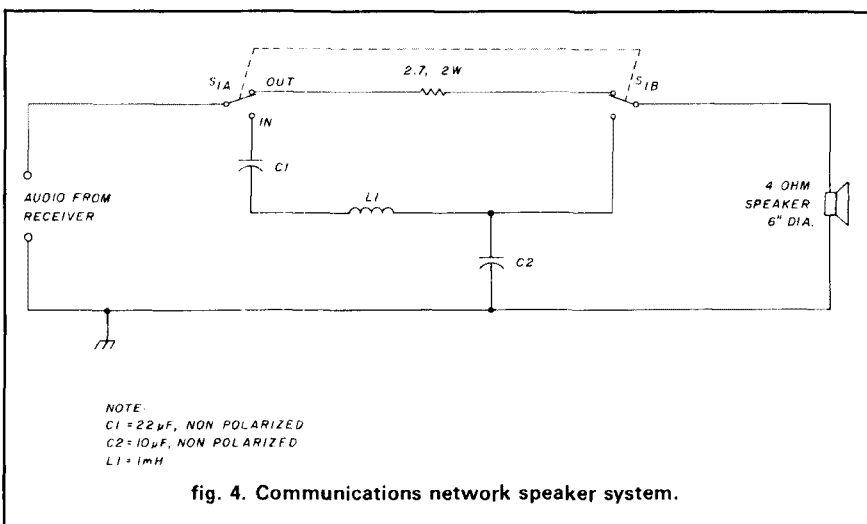 2.7, 2W
S1A
OUT
S1B
IN
C1
L1
AUDIO FROM
RECEIVER
4 OHM
SPEAKER
6" DIA.
C2
NOTE:
C1 = 22µF, NON POLARIZED
C2 = 10µF, NON POLARIZED
L1 = 1mH
fig. 4. Communications network speaker system.